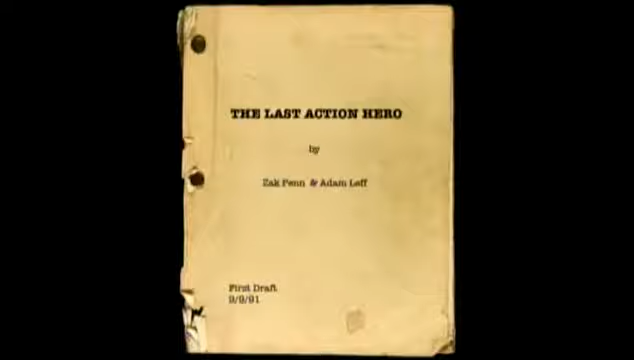 THE LAST ACTION HERO
by
Zak Penn & Adam Leff
First Draft
9/9/91